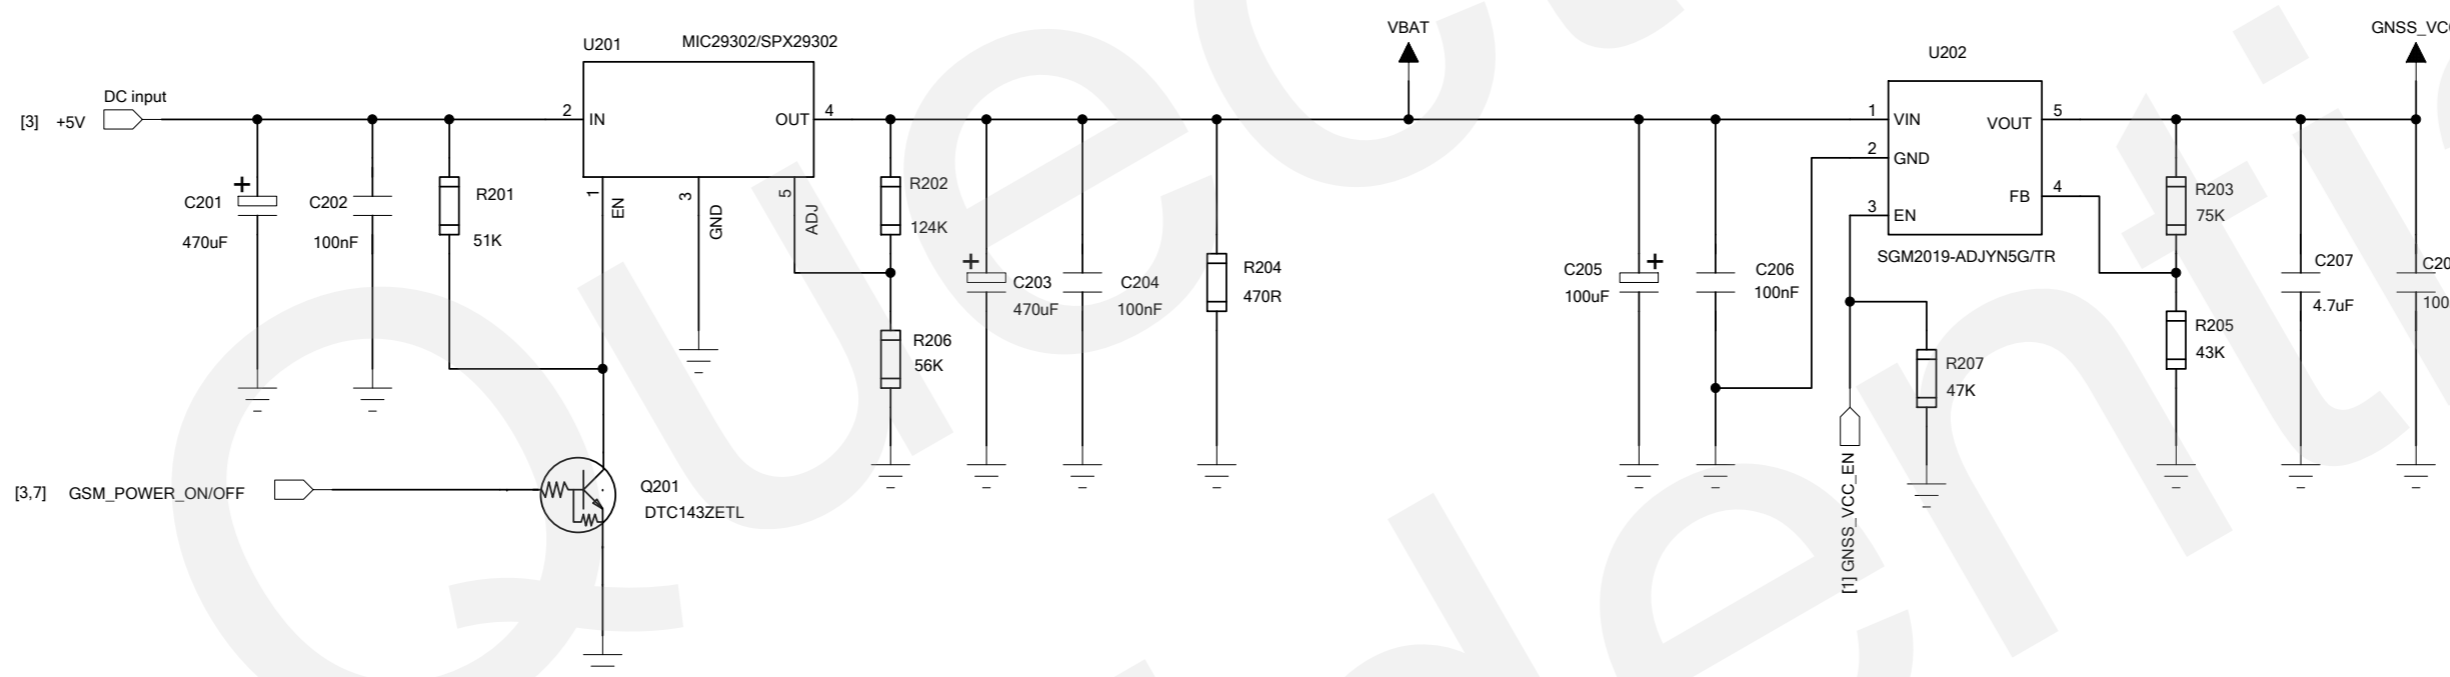 U201
MIC29302/SPX29302
VBAT
GNSS_VC
U202
DC input
[3] +5V
2
IN
OUT
4
1
VIN
VOUT
5
2
GND
FB
4
3
EN
SGM2019-ADJYN5G/TR
1
EN
3
GND
5
ADJ
+
C201
470uF
C202
100nF
R201
51K
R202
124K
+
C203
470uF
C204
100nF
R204
470R
R206
56K
C205
+
100uF
C206
100nF
R203
75K
R205
43K
C207
4.7uF
C20
100
R207
47K
[1] GNSS_VCC_EN
[3,7] GSM_POWER_ON/OFF
Q201
DTC143ZETL
Quectel